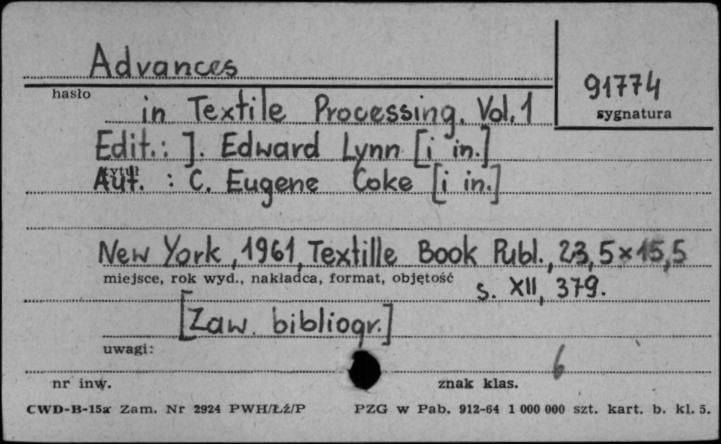 Advances
91774
hasło
sygnatura
in Textile Processing. Vol. 1
Edit.: J. Edward Lynn [i in.]
tytuł
Aut. : C. Eugene Coke [i in.]
New York, 1961, Textille Book Publ., 23,5×15,5
miejsce, rok wyd., nakładca, format, objętość
s. XII, 379.
[Zaw. bibliogr.]
uwagi:
6
nr inw.
znak klas.
CWD-B-15a Zam. Nr 2924 PWH/Łż/P PZG w Pab. 912-64 1 000 000 szt. kart. b. kl. 5.